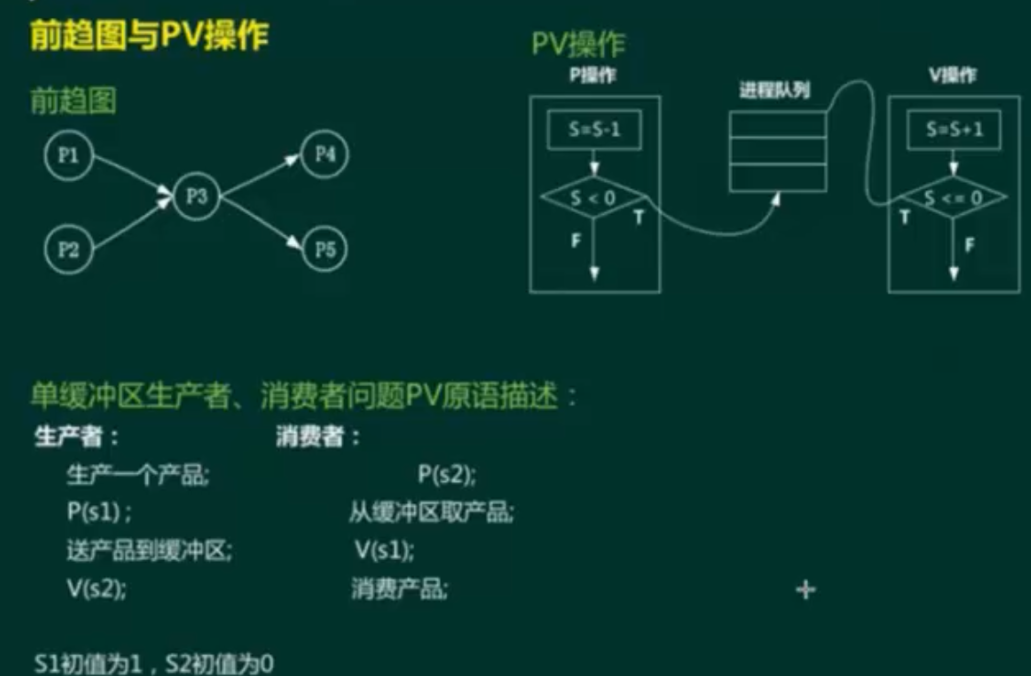 前趋图与PV操作
前趋图
P1
P4
P3
P2
P5
PV操作
P操作
进程队列
V操作
S=S-1
S=S+1
S < 0
S <= 0
T
T
F
F
单缓冲区生产者、消费者问题PV原语描述：
生产者： 消费者：
生产一个产品; P(s2);
P(s1) ; 从缓冲区取产品;
送产品到缓冲区; V(s1);
V(s2); 消费产品;
S1初值为1，S2初值为0